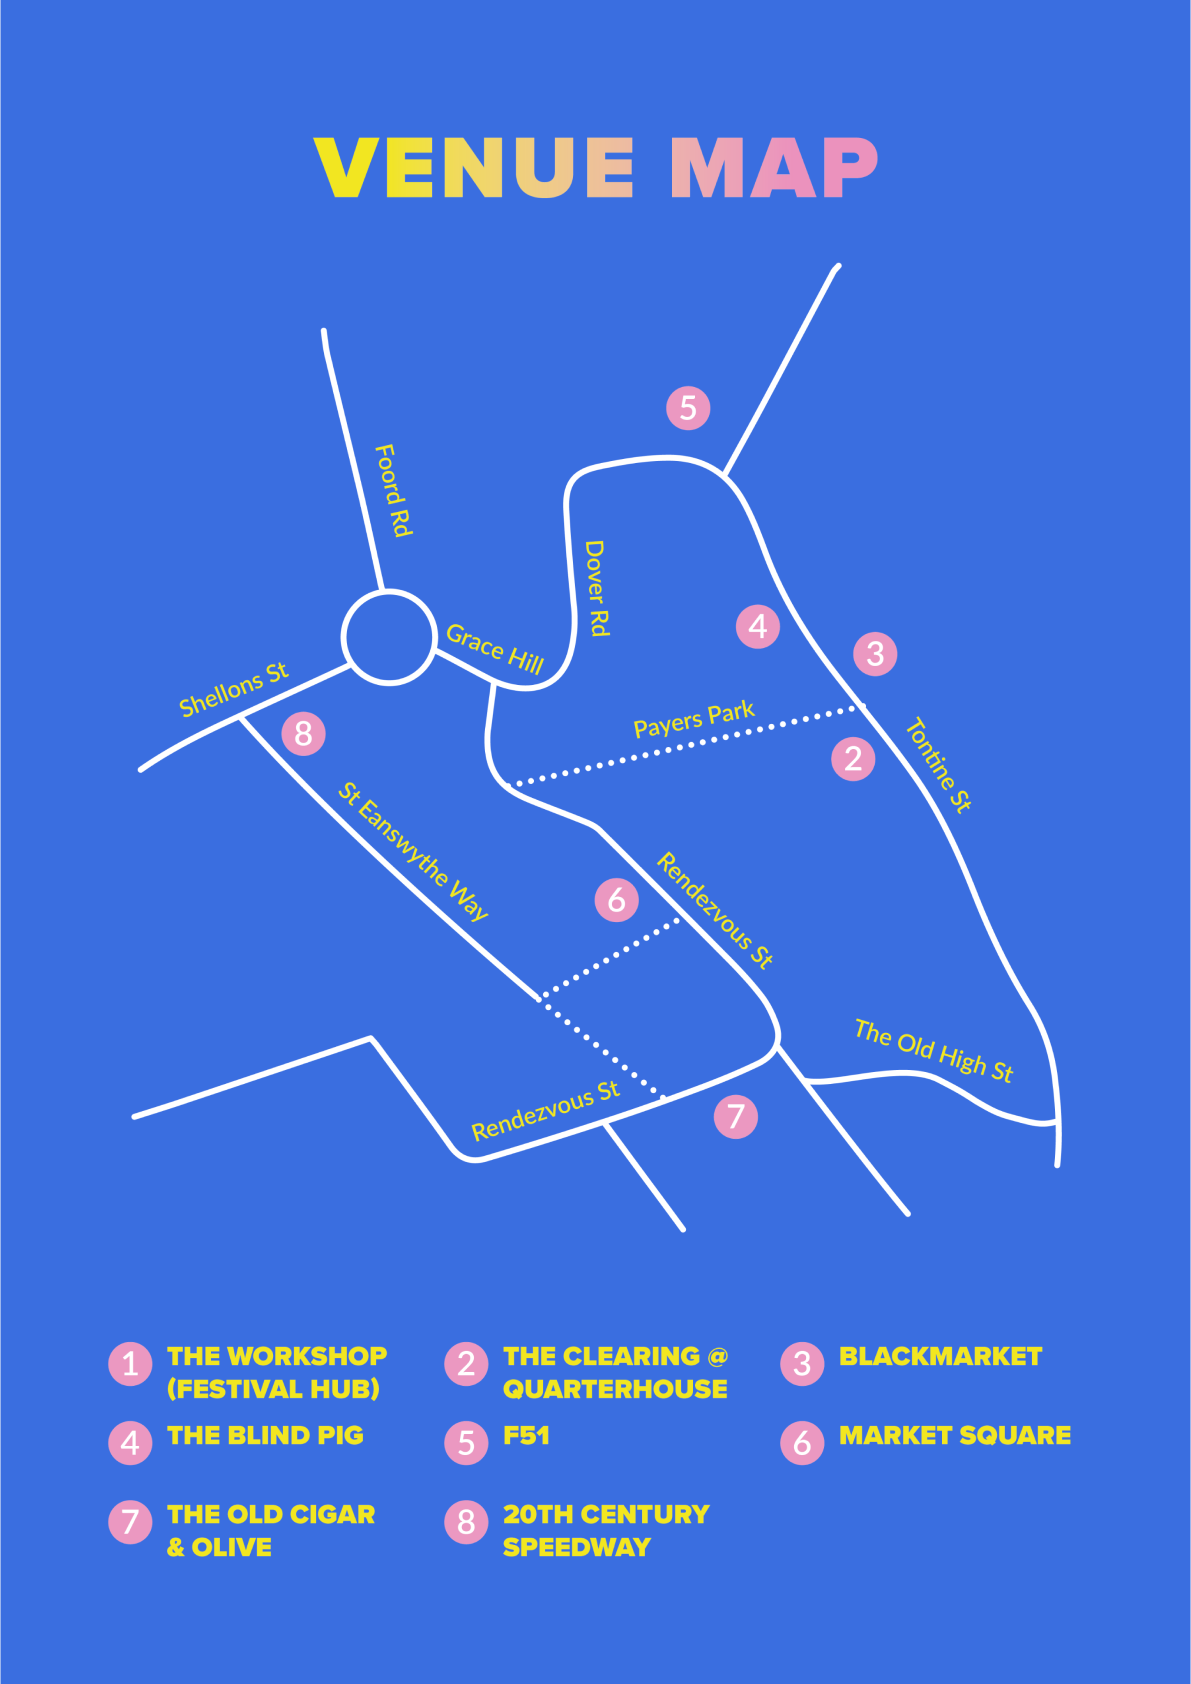 VENUE MAP
5
Foord Rd
Dover Rd
4
Grace Hill
3
Shellons St
Payers Park
8
2
Tontine St
St Eanswythe Way
6
Rendezvous St
The Old High St
Rendezvous St
7
1 THE WORKSHOP
(FESTIVAL HUB)
2 THE CLEARING @
QUARTERHOUSE
3 BLACKMARKET
4 THE BLIND PIG
5 F51
6 MARKET SQUARE
7 THE OLD CIGAR
& OLIVE
8 20TH CENTURY
SPEEDWAY